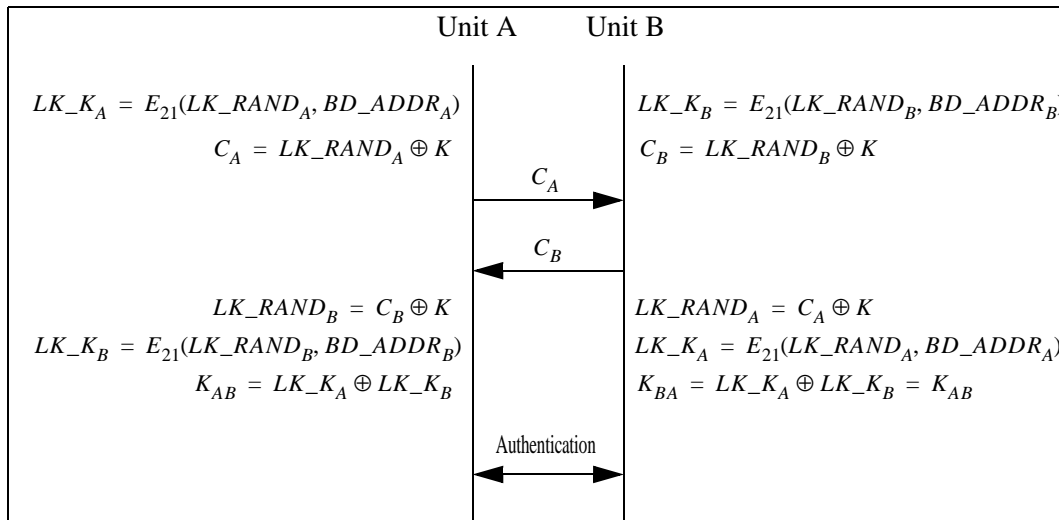 Unit A Unit B
LK_K_A = E_21(LK_RAND_A, BD_ADDR_A) LK_K_B = E_21(LK_RAND_B, BD_ADDR_B)
C_A = LK_RAND_A ⊕ K C_B = LK_RAND_B ⊕ K
C_A
C_B
LK_RAND_B = C_B ⊕ K LK_RAND_A = C_A ⊕ K
LK_K_B = E_21(LK_RAND_B, BD_ADDR_B) LK_K_A = E_21(LK_RAND_A, BD_ADDR_A)
K_AB = LK_K_A ⊕ LK_K_B K_BA = LK_K_A ⊕ LK_K_B = K_AB
Authentication